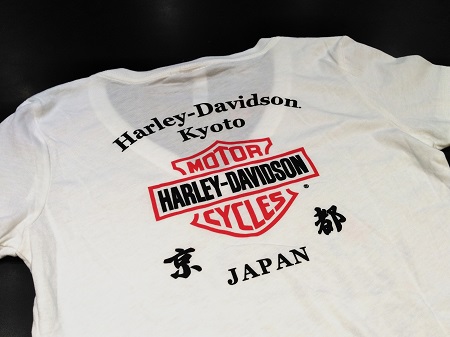 Harley-Davidson
Kyoto
MOTOR
HARLEY-DAVIDSON
CYCLES
®
京都
JAPAN